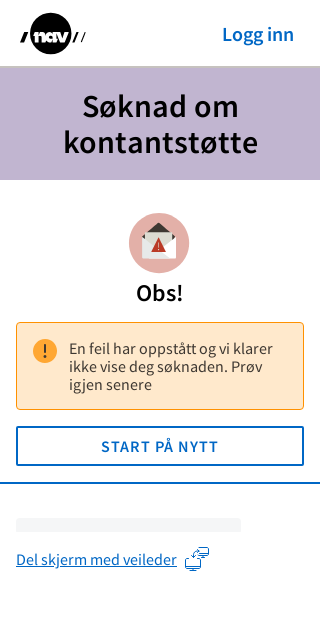 nav
Logg inn
Søknad om
kontantstøtte
Obs!
En feil har oppstått og vi klarer
ikke vise deg søknaden. Prøv
igjen senere
START PÅ NYTT
Del skjerm med veileder